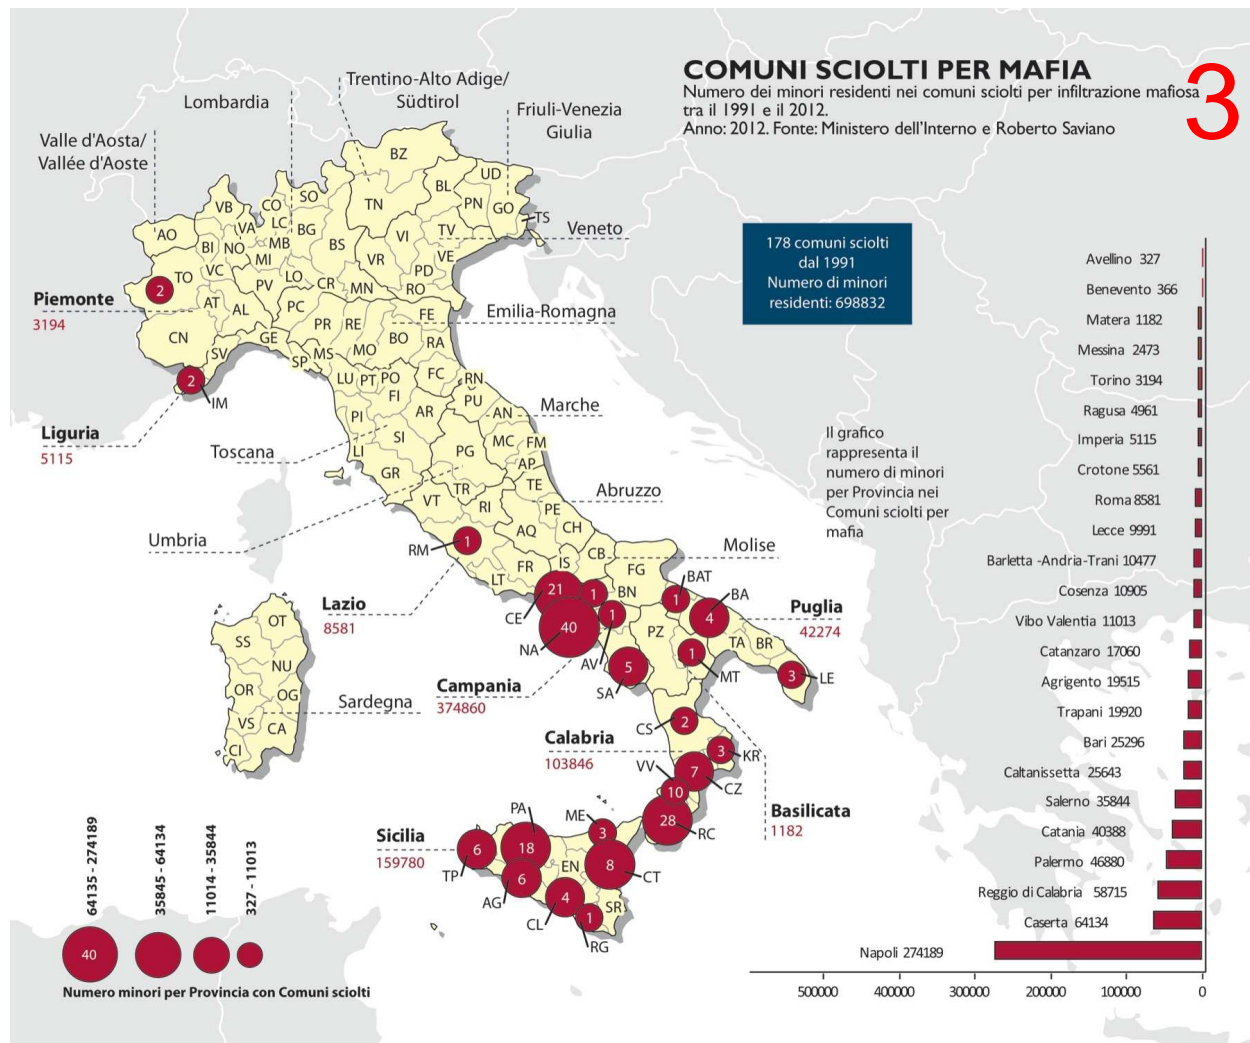 COMUNI SCIOLTI PER MAFIA
3
Numero dei minori residenti nei comuni sciolti per infiltrazione mafiosa
tra il 1991 e il 2012.
Anno: 2012. Fonte: Ministero dell'Interno e Roberto Saviano
Trentino-Alto Adige/
Südtirol
Lombardia
Friuli-Venezia
Giulia
Valle d'Aosta/
Vallée d'Aoste
Veneto
Piemonte
3194
Emilia-Romagna
Liguria
5115
Marche
Toscana
Abruzzo
Umbria
Molise
Lazio
8581
Puglia
42274
Sardegna
Campania
374860
Calabria
103846
Basilicata
1182
Sicilia
159780
BZ
UD
BL
PN
GO
TS
SO
TN
VB
CO
LC
VA
BG
AO
BI
NO
MB
MI
BS
VI
TV
VR
VE
PD
TO
VC
LO
CR
MN
RO
PV
2
AT
AL
PC
FE
CN
PR
RE
BO
RA
GE
SV
MO
SP
MS
FC
RN
LU
PT
PO
FI
PU
2
IM
PI
AR
AN
SI
MC
FM
LI
PG
AP
GR
TR
TE
VT
RI
PE
CH
AQ
RM
1
CB
IS
FR
FG
LT
BAT
BN
21
1
1
BA
CE
1
4
40
PZ
TA
BR
NA
AV
1
MT
5
3
LE
SA
CS
2
3
KR
VV
7
CZ
10
28
RC
PA
ME
3
6
18
EN
8
CT
TP
6
AG
4
SR
CL
1
RG
OT
SS
NU
OR
OG
VS
CA
CI
178 comuni sciolti
dal 1991
Numero di minori
residenti: 698832
Il grafico
rappresenta il
numero di minori
per Provincia nei
Comuni sciolti per
mafia
Avellino 327
Benevento 366
Matera 1182
Messina 2473
Torino 3194
Ragusa 4961
Imperia 5115
Crotone 5561
Roma 8581
Lecce 9991
Barletta -Andria-Trani 10477
Cosenza 10905
Vibo Valentia 11013
Catanzaro 17060
Agrigento 19515
Trapani 19920
Bari 25296
Caltanissetta 25643
Salerno 35844
Catania 40388
Palermo 46880
Reggio di Calabria 58715
Caserta 64134
Napoli 274189
500000 400000 300000 200000 100000 0
64135 - 274189
35845 - 64134
11014 - 35844
327 - 11013
40
Numero minori per Provincia con Comuni sciolti